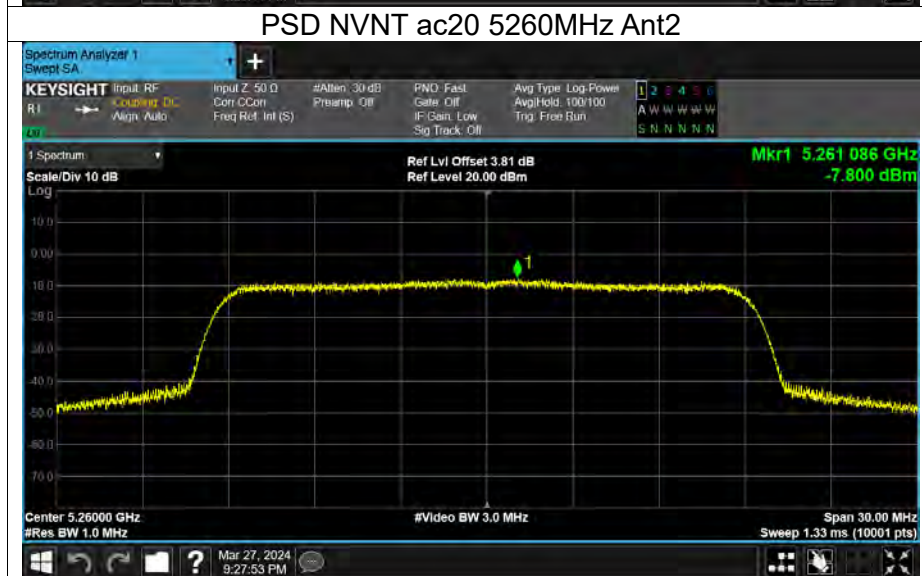 PSD NVNT ac20 5260MHz Ant2
Spectrum Analyzer 1
Swept SA
+
KEYSIGHT Input: RF Input Z: 50 Ω #Atten: 30 dB PNO: Fast Avg Type: Log-Power 1 2 3 4 5 6
Coupling: DC Corr CCorr Preamp: Off Gate: Off Avg|Hold: 100/100 A W W W W W
Align: Auto Freq Ref: Int (S) IF Gain: Low Trig: Free Run
Sig Track: Off S N N N N N
1 Spectrum Ref Lvl Offset 3.81 dB Mkr1 5.261 086 GHz
Scale/Div 10 dB Ref Level 20.00 dBm -7.800 dBm
Log
10.0
0.00
1
-10.0
-20.0
-30.0
-40.0
-50.0
-60.0
-70.0
Center 5.26000 GHz #Video BW 3.0 MHz Span 30.00 MHz
#Res BW 1.0 MHz Sweep 1.33 ms (10001 pts)
? Mar 27, 2024
9:27:53 PM